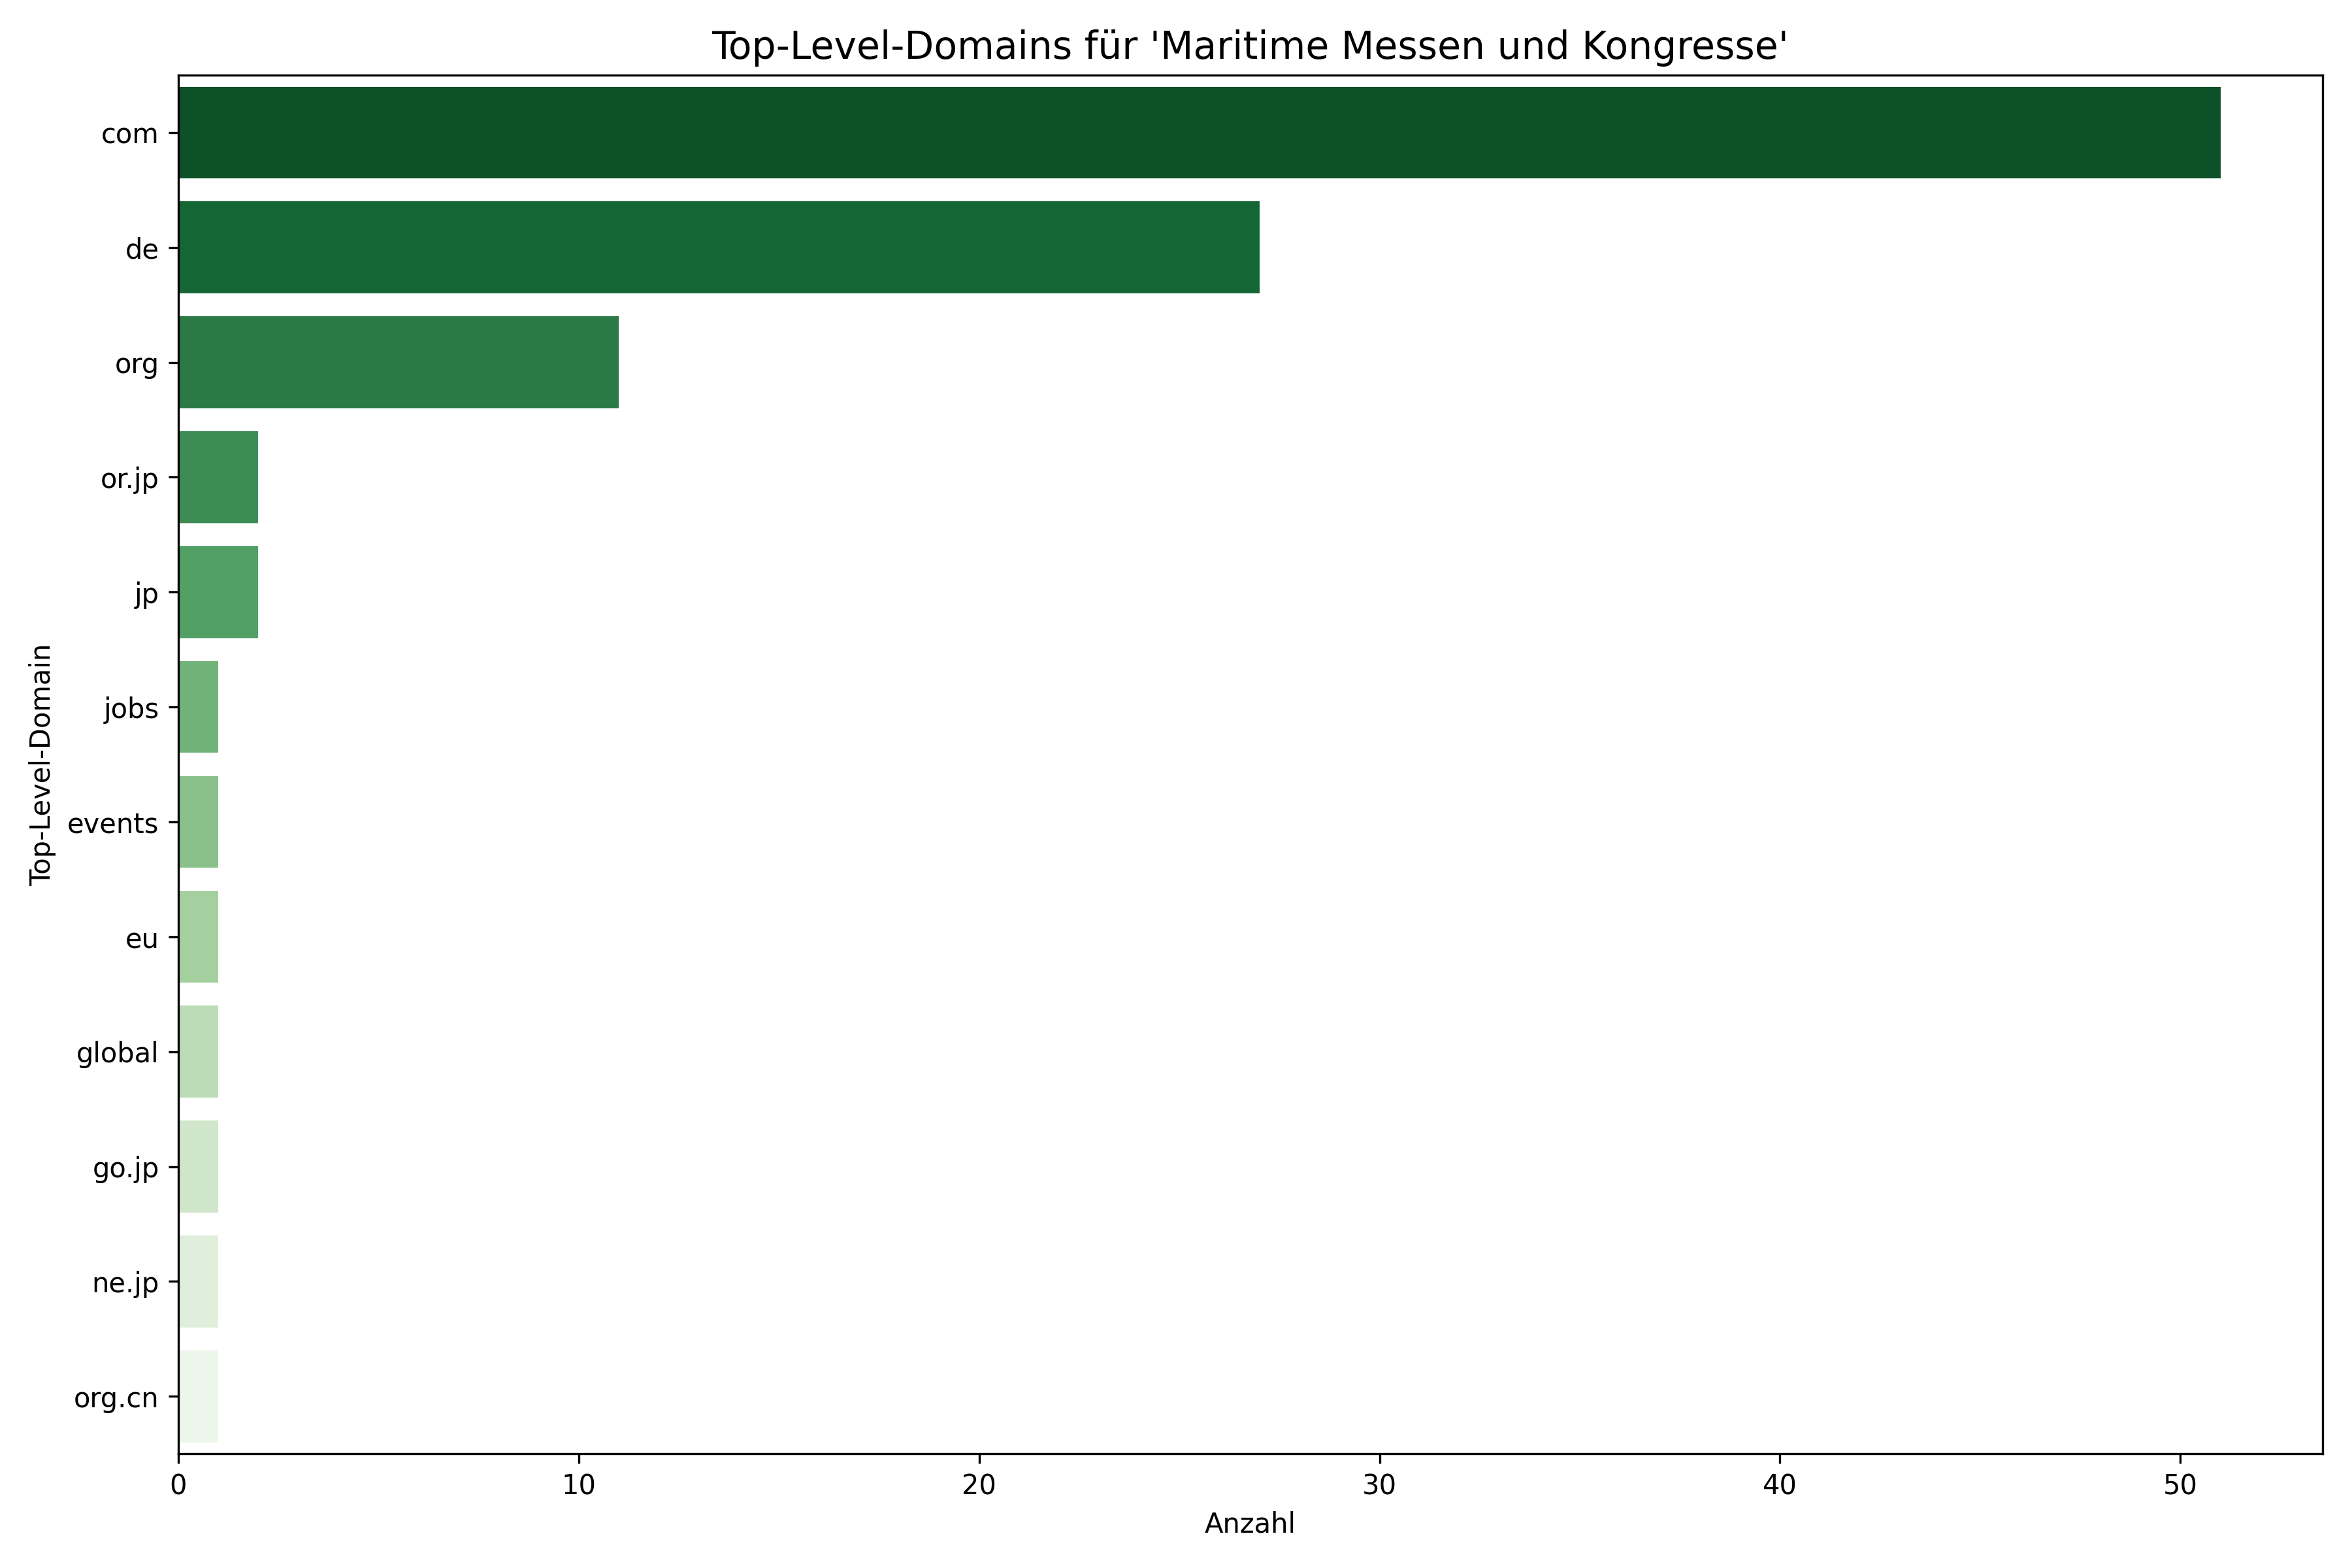 Top-Level-Domains für 'Maritime Messen und Kongresse'
Top-Level-Domain
com
de
org
or.jp
jp
jobs
events
eu
global
go.jp
ne.jp
org.cn
0 10 20 30 40 50
Anzahl